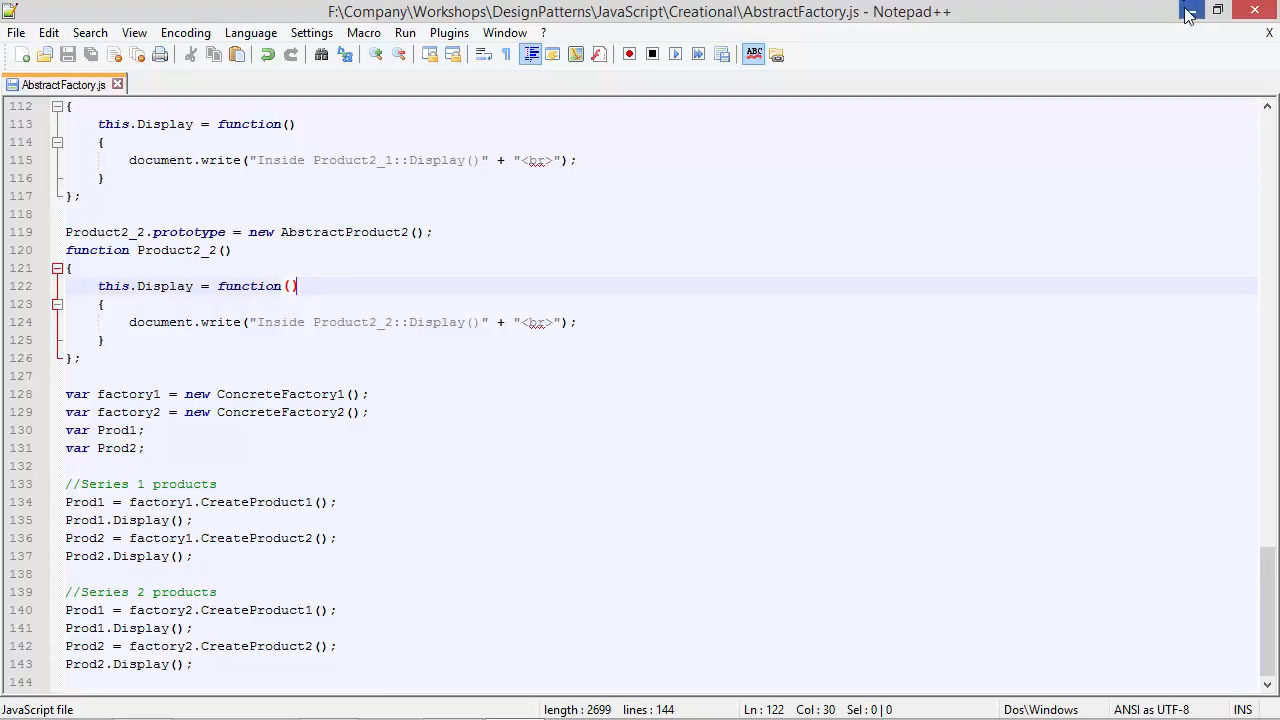 F:\Company\Workshops\DesignPatterns\JavaScript\Creational\AbstractFactory.js - Notepad++
File Edit Search View Encoding Language Settings Macro Run Plugins Window ? X
ABC
AbstractFactory.js
112 {
113 this.Display = function()
114 {
115 document.write("Inside Product2_1::Display()" + "<br>");
116 }
117 };
118
119 Product2_2.prototype = new AbstractProduct2();
120 function Product2_2()
121 {
122 this.Display = function()
123 {
124 document.write("Inside Product2_2::Display()" + "<br>");
125 }
126 };
127
128 var factory1 = new ConcreteFactory1();
129 var factory2 = new ConcreteFactory2();
130 var Prod1;
131 var Prod2;
132
133 //Series 1 products
134 Prod1 = factory1.CreateProduct1();
135 Prod1.Display();
136 Prod2 = factory1.CreateProduct2();
137 Prod2.Display();
138
139 //Series 2 products
140 Prod1 = factory2.CreateProduct1();
141 Prod1.Display();
142 Prod2 = factory2.CreateProduct2();
143 Prod2.Display();
144
JavaScript file length : 2699 lines : 144 Ln : 122 Col : 30 Sel : 0 | 0 Dos\Windows ANSI as UTF-8 INS